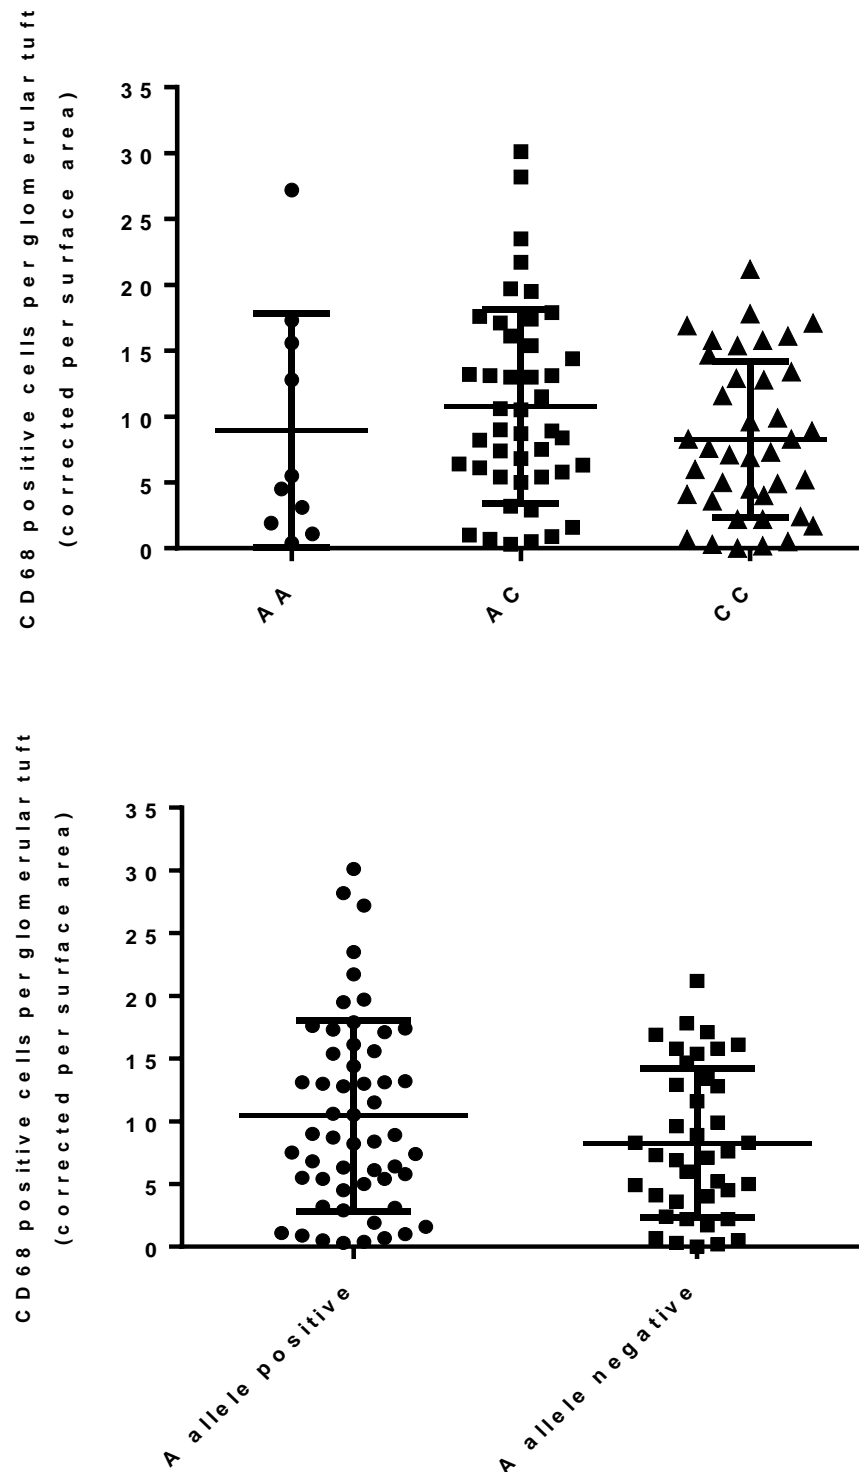 CD68 positive cells per glomerular tuft
(corrected per surface area)
35
30
25
20
15
10
5
0
AA
AC
CC
CD68 positive cells per glomerular tuft
(corrected per surface area)
35
30
25
20
15
10
5
0
A allele positive
A allele negative